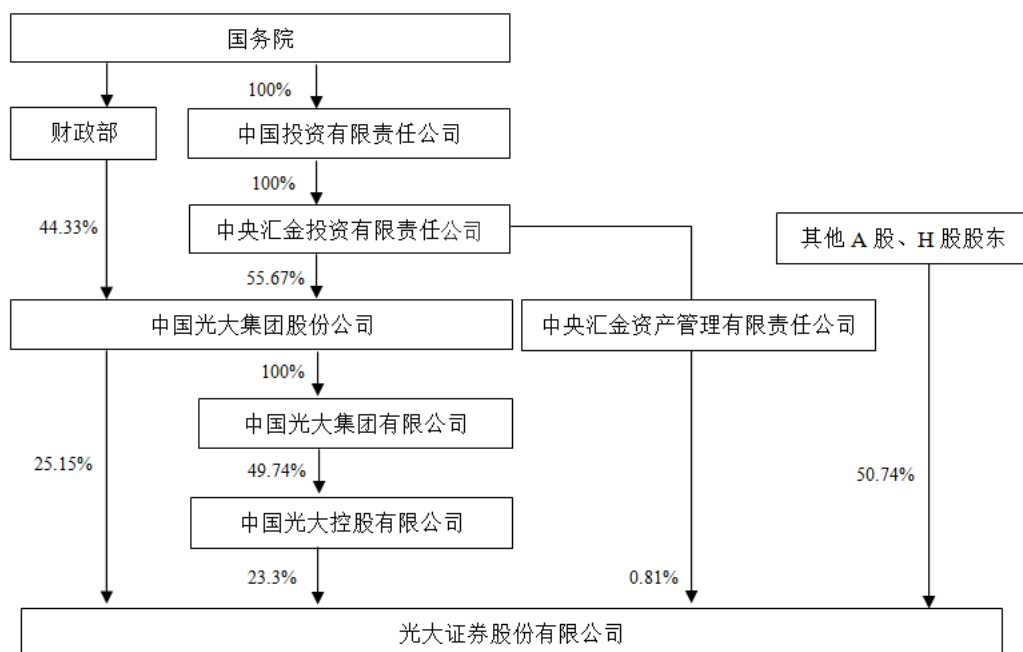 国务院
100%
财政部
中国投资有限责任公司
100%
44.33%
中央汇金投资有限责任公司
其他 A 股、H 股股东
55.67%
中国光大集团股份公司
中央汇金资产管理有限责任公司
100%
中国光大集团有限公司
25.15%
49.74%
50.74%
中国光大控股有限公司
23.3%
0.81%
光大证券股份有限公司